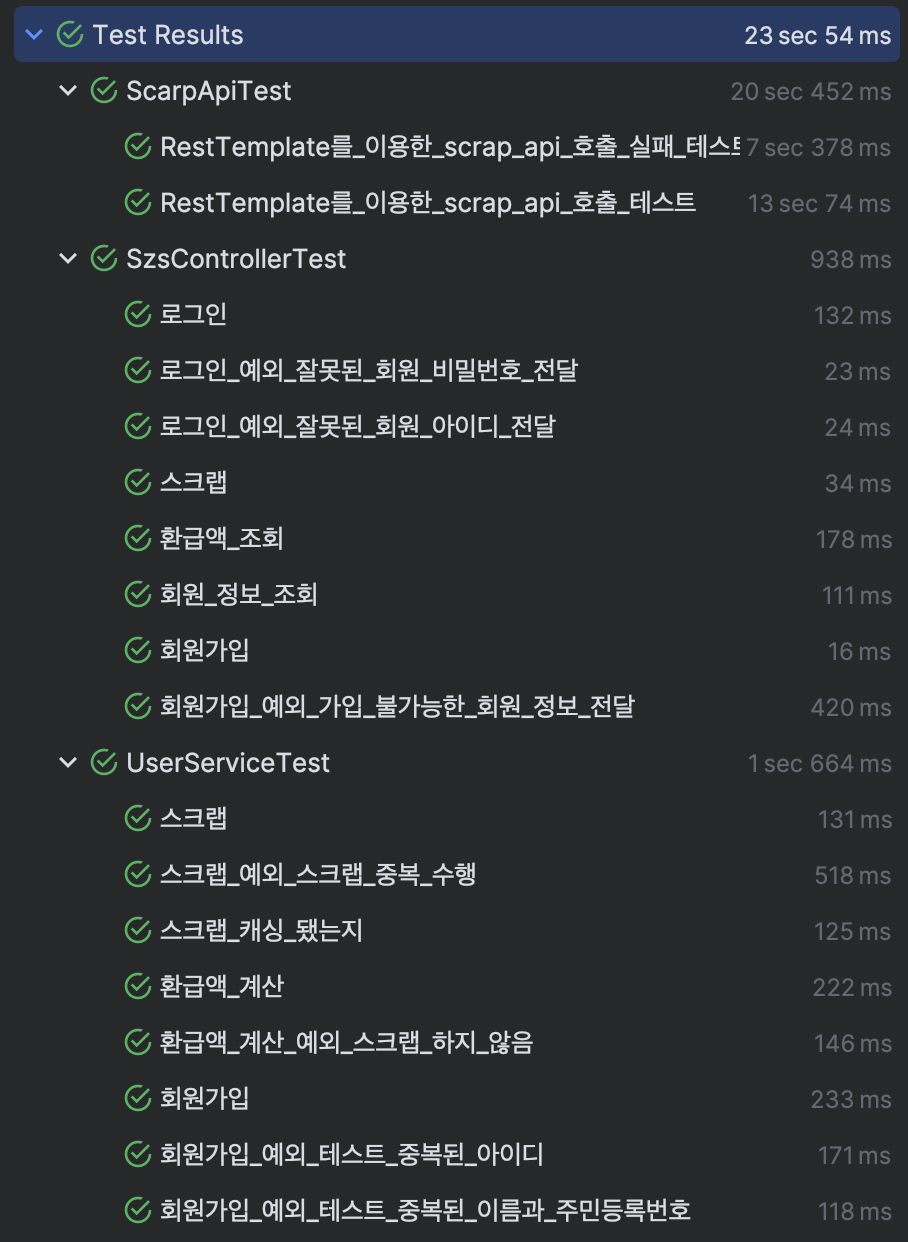 Test Results 23 sec 54 ms
ScarpApiTest 20 sec 452 ms
RestTemplate를_이용한_scrap_api_호출_실패_테스트 7 sec 378 ms
RestTemplate를_이용한_scrap_api_호출_테스트 13 sec 74 ms
SzsControllerTest 938 ms
로그인 132 ms
로그인_예외_잘못된_회원_비밀번호_전달 23 ms
로그인_예외_잘못된_회원_아이디_전달 24 ms
스크랩 34 ms
환급액_조회 178 ms
회원_정보_조회 111 ms
회원가입 16 ms
회원가입_예외_가입_불가능한_회원_정보_전달 420 ms
UserServiceTest 1 sec 664 ms
스크랩 131 ms
스크랩_예외_스크랩_중복_수행 518 ms
스크랩_캐싱_됐는지 125 ms
환급액_계산 222 ms
환급액_계산_예외_스크랩_하지_않음 146 ms
회원가입 233 ms
회원가입_예외_테스트_중복된_아이디 171 ms
회원가입_예외_테스트_중복된_이름과_주민등록번호 118 ms